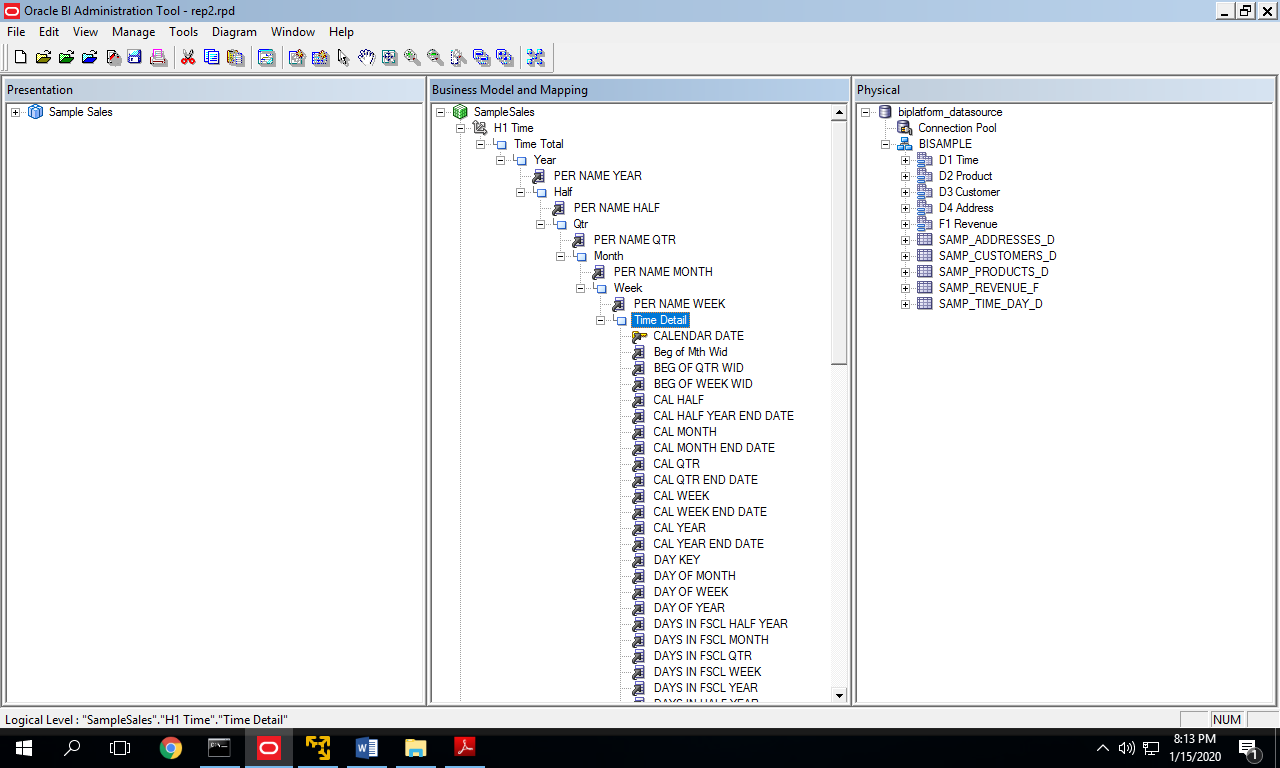 Oracle BI Administration Tool - rep2.rpd
File Edit View Manage Tools Diagram Window Help
Presentation
Sample Sales
Business Model and Mapping
SampleSales
H1 Time
Time Total
Year
PER NAME YEAR
Half
PER NAME HALF
Qtr
PER NAME QTR
Month
PER NAME MONTH
Week
PER NAME WEEK
Time Detail
CALENDAR DATE
Beg of Mth Wid
BEG OF QTR WID
BEG OF WEEK WID
CAL HALF
CAL HALF YEAR END DATE
CAL MONTH
CAL MONTH END DATE
CAL QTR
CAL QTR END DATE
CAL WEEK
CAL WEEK END DATE
CAL YEAR
CAL YEAR END DATE
DAY KEY
DAY OF MONTH
DAY OF WEEK
DAY OF YEAR
DAYS IN FSCL HALF YEAR
DAYS IN FSCL MONTH
DAYS IN FSCL QTR
DAYS IN FSCL WEEK
DAYS IN FSCL YEAR
DAYS IN HALF YEAR
Physical
biplatform_datasource
Connection Pool
BISAMPLE
D1 Time
D2 Product
D3 Customer
D4 Address
F1 Revenue
SAMP_ADDRESSES_D
SAMP_CUSTOMERS_D
SAMP_PRODUCTS_D
SAMP_REVENUE_F
SAMP_TIME_DAY_D
Logical Level : "SampleSales"."H1 Time"."Time Detail"
NUM
8:13 PM
1/15/2020
1